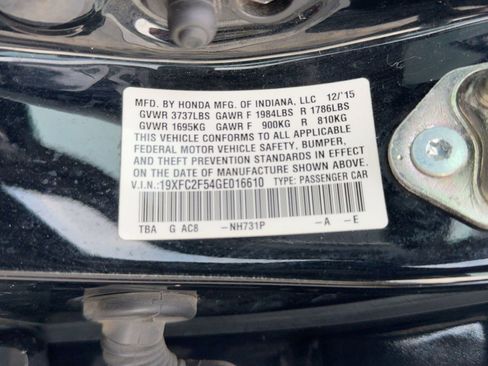 MFD. BY HONDA MFG. OF INDIANA, LLC 12/'15
GVWR 3737LBS GAWR F 1984LBS R 1786LBS
GVWR 1695KG GAWR F 900KG R 810KG
THIS VEHICLE CONFORMS TO ALL APPLICABLE
FEDERAL MOTOR VEHICLE SAFETY, BUMPER,
AND THEFT PREVENTION STANDARDS IN EFFECT
ON THE DATE OF MANUFACTURE SHOWN ABOVE.
V.I.N.: 19XFC2F54GE016610 TYPE: PASSENGER CAR
TBA G AC8 -NH731P -A -E